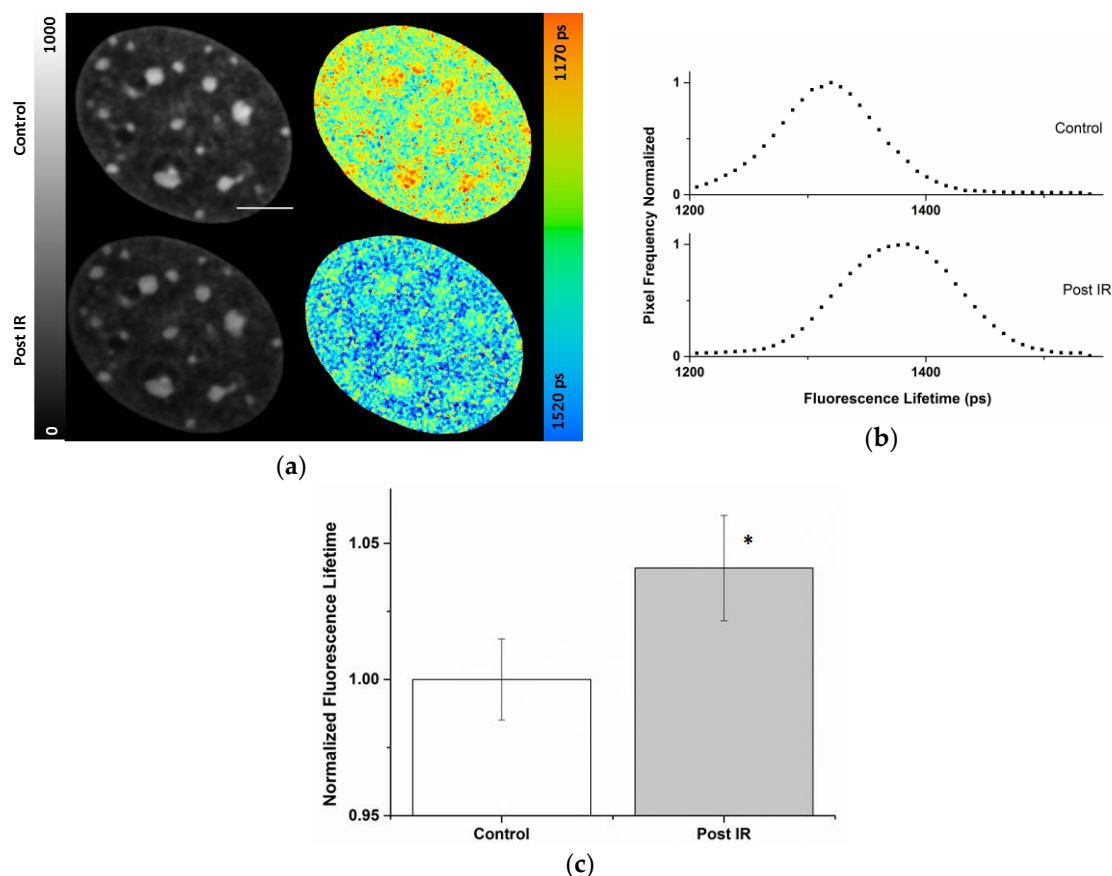 1000
Control
Post IR
0
1170 ps
1520 ps
(a)
Pixel Frequency Normalized
1
0
1200
1400
Control
1
0
1200
1400
Post IR
Fluorescence Lifetime (ps)
(b)
Normalized Fluorescence Lifetime
1.05
1.00
0.95
*
Control
Post IR
(c)